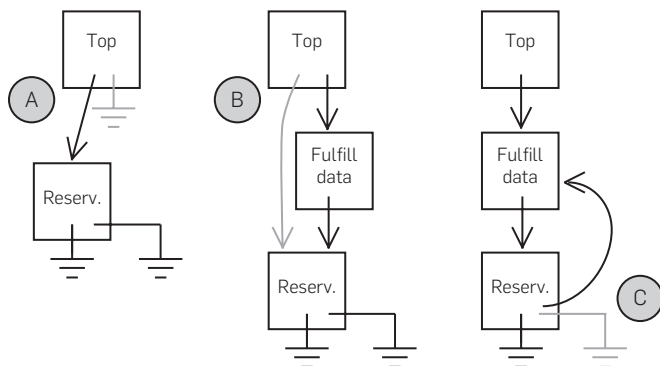 Top
A
Reserv.
Top
B
Fulfill
data
Reserv.
Top
Fulfill
data
Reserv.
C